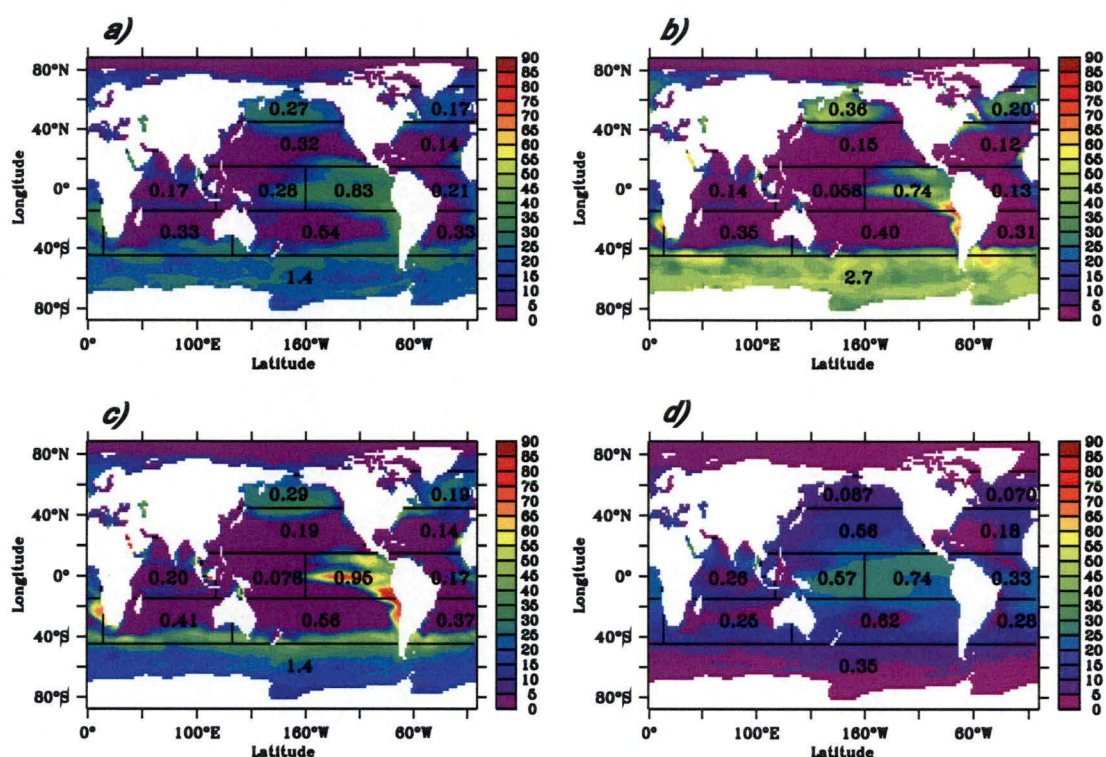 a)
80°N
40°N
0°
40°S
80°S
Longitude
0.27 0.17
0.32 0.14
0.17 0.28 0.83 0.21
0.33 0.54 0.33
1.4
0° 100°E 160°W 60°W
Latitude
90
85
80
75
70
65
60
55
50
45
40
35
30
25
20
15
10
5
0
b)
80°N
40°N
0°
40°S
80°S
Longitude
0.36 0.20
0.15 0.12
0.14 0.058 0.74 0.13
0.35 0.40 0.31
2.7
0° 100°E 160°W 60°W
Latitude
90
85
80
75
70
65
60
55
50
45
40
35
30
25
20
15
10
5
0
c)
80°N
40°N
0°
40°S
80°S
Longitude
0.29 0.19
0.19 0.14
0.20 0.076 0.95 0.17
0.41 0.56 0.37
1.4
0° 100°E 160°W 60°W
Latitude
90
85
80
75
70
65
60
55
50
45
40
35
30
25
20
15
10
5
0
d)
80°N
40°N
0°
40°S
80°S
Longitude
0.087 0.070
0.56 0.18
0.26 0.57 0.74 0.33
0.25 0.62 0.28
0.35
0° 100°E 160°W 60°W
Latitude
90
85
80
75
70
65
60
55
50
45
40
35
30
25
20
15
10
5
0